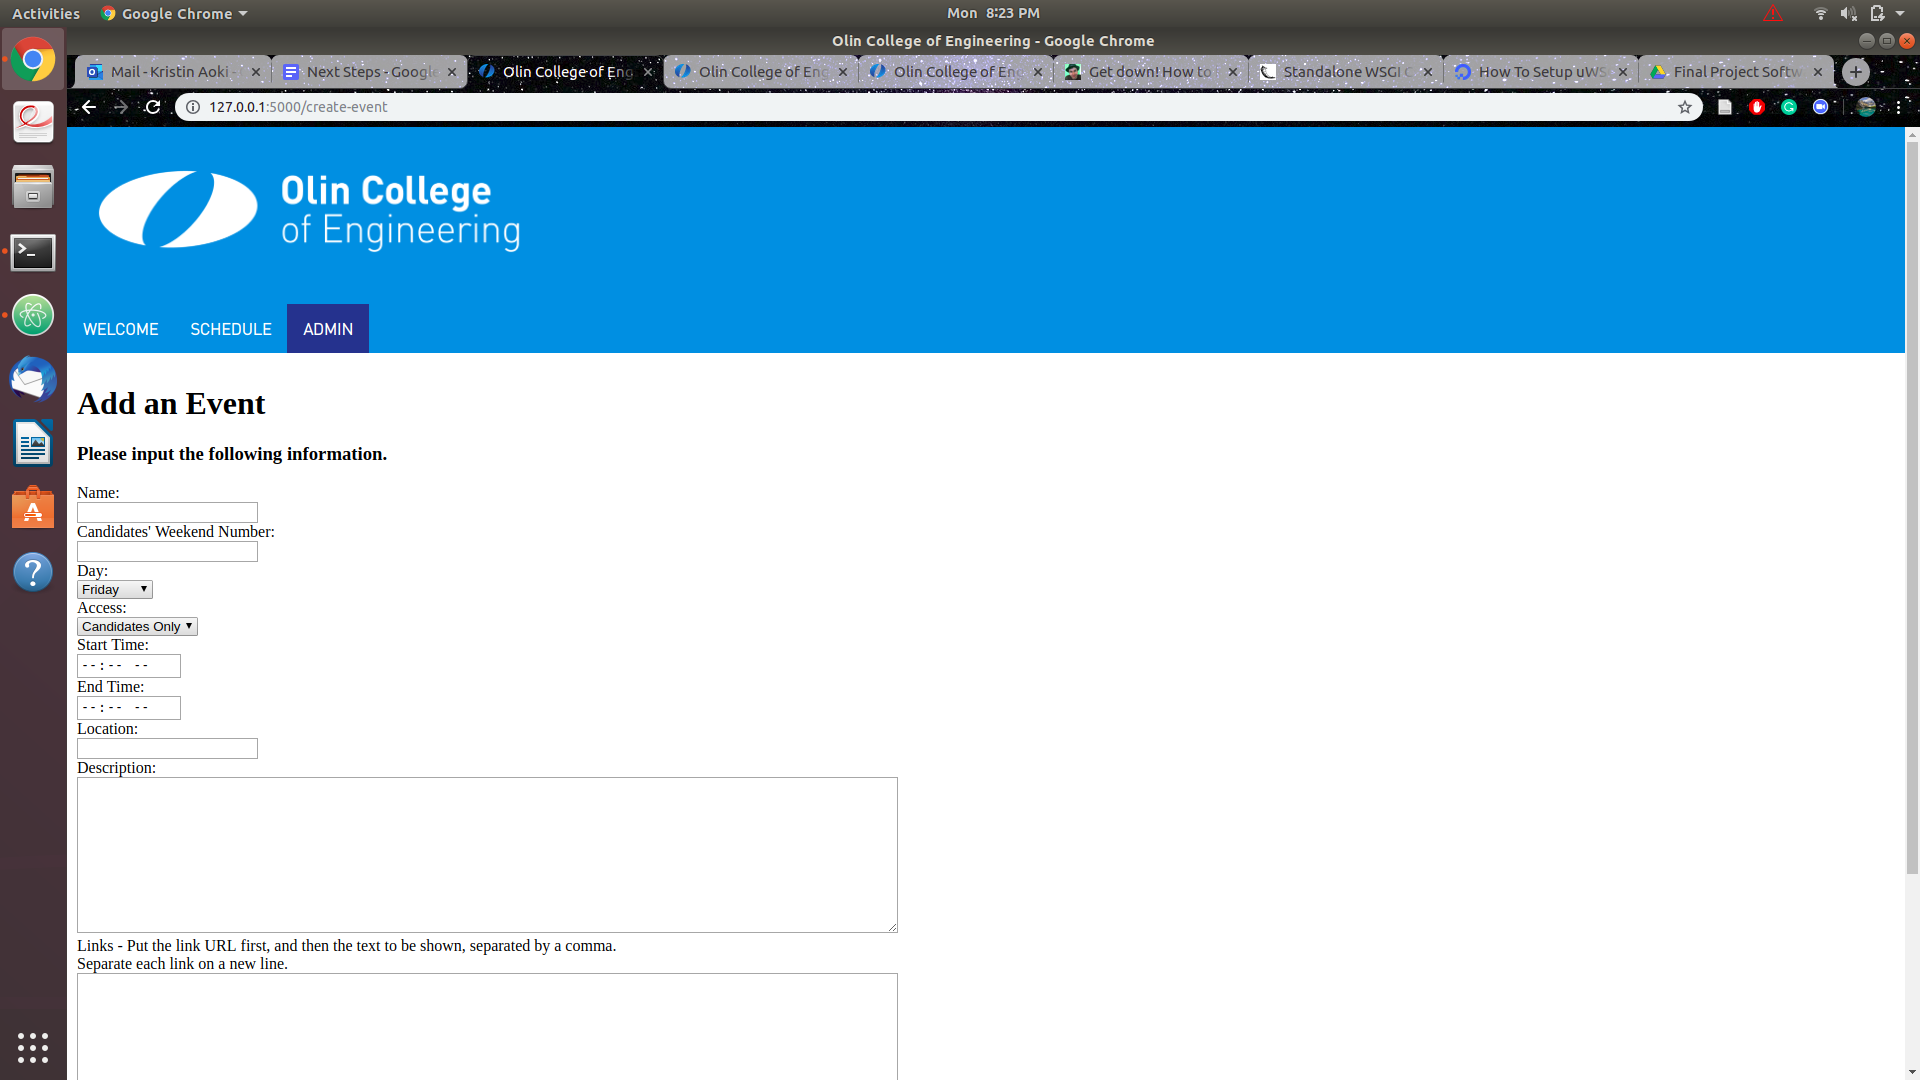 Activities
Google Chrome
Mon 8:23 PM
Olin College of Engineering - Google Chrome
Mail - Kristin Aoki -
Next Steps - Google
Olin College of Eng
Olin College of Eng
Olin College of Eng
Get down! How to
Standalone WSGI C
How To Setup uWS
Final Project Softw
127.0.0.1:5000/create-event
Olin College
of Engineering
WELCOME
SCHEDULE
ADMIN
Add an Event
Please input the following information.
Name:
Candidates' Weekend Number:
Day:
Friday
Access:
Candidates Only
Start Time:
--:-- --
End Time:
--:-- --
Location:
Description:
Links - Put the link URL first, and then the text to be shown, separated by a comma.
Separate each link on a new line.